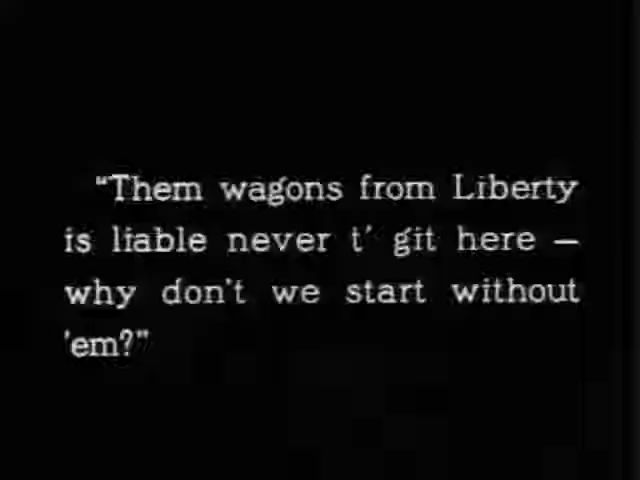 “Them wagons from Liberty
is liable never t' git here —
why don't we start without
'em?”